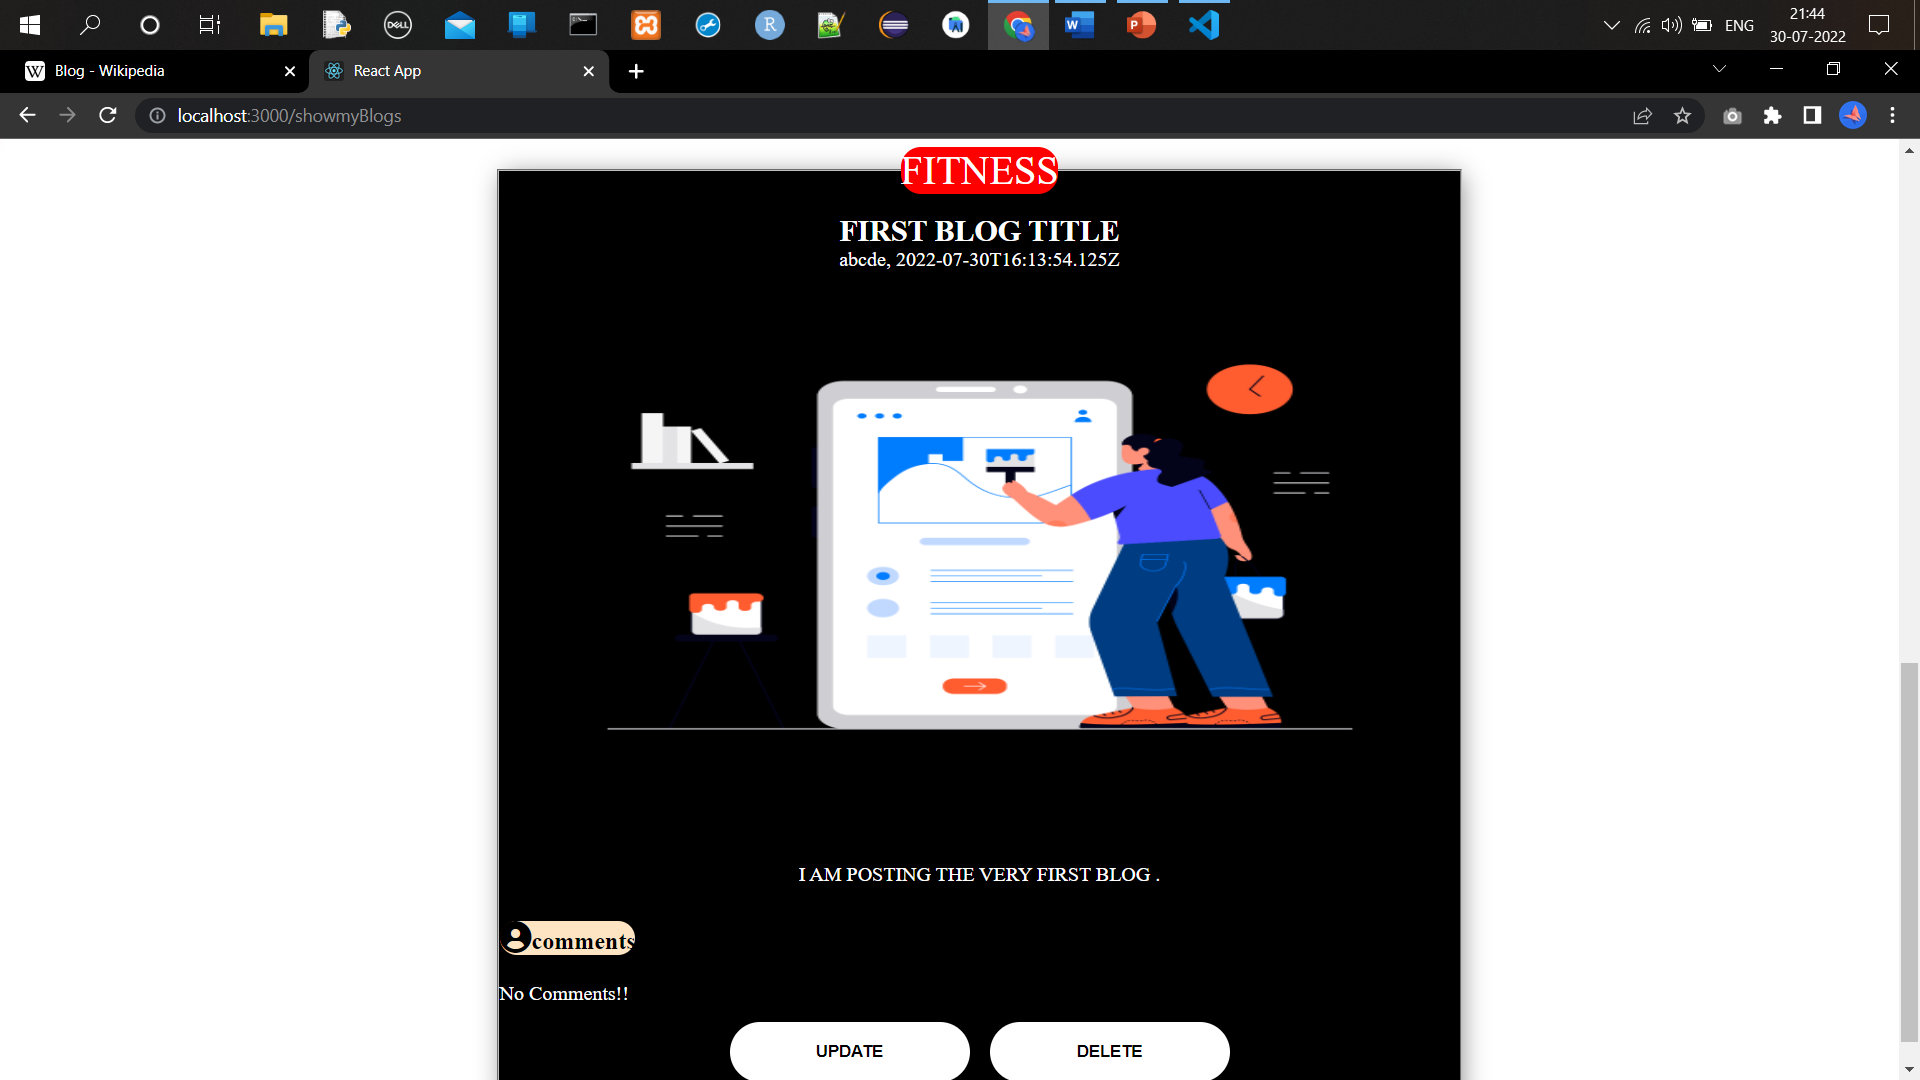 DELL
ENG
21:44
30-07-2022
W Blog - Wikipedia
React App
localhost:3000/showmyBlogs
FITNESS
FIRST BLOG TITLE
abcde, 2022-07-30T16:13:54.125Z
I AM POSTING THE VERY FIRST BLOG .
comments
No Comments!!
UPDATE
DELETE